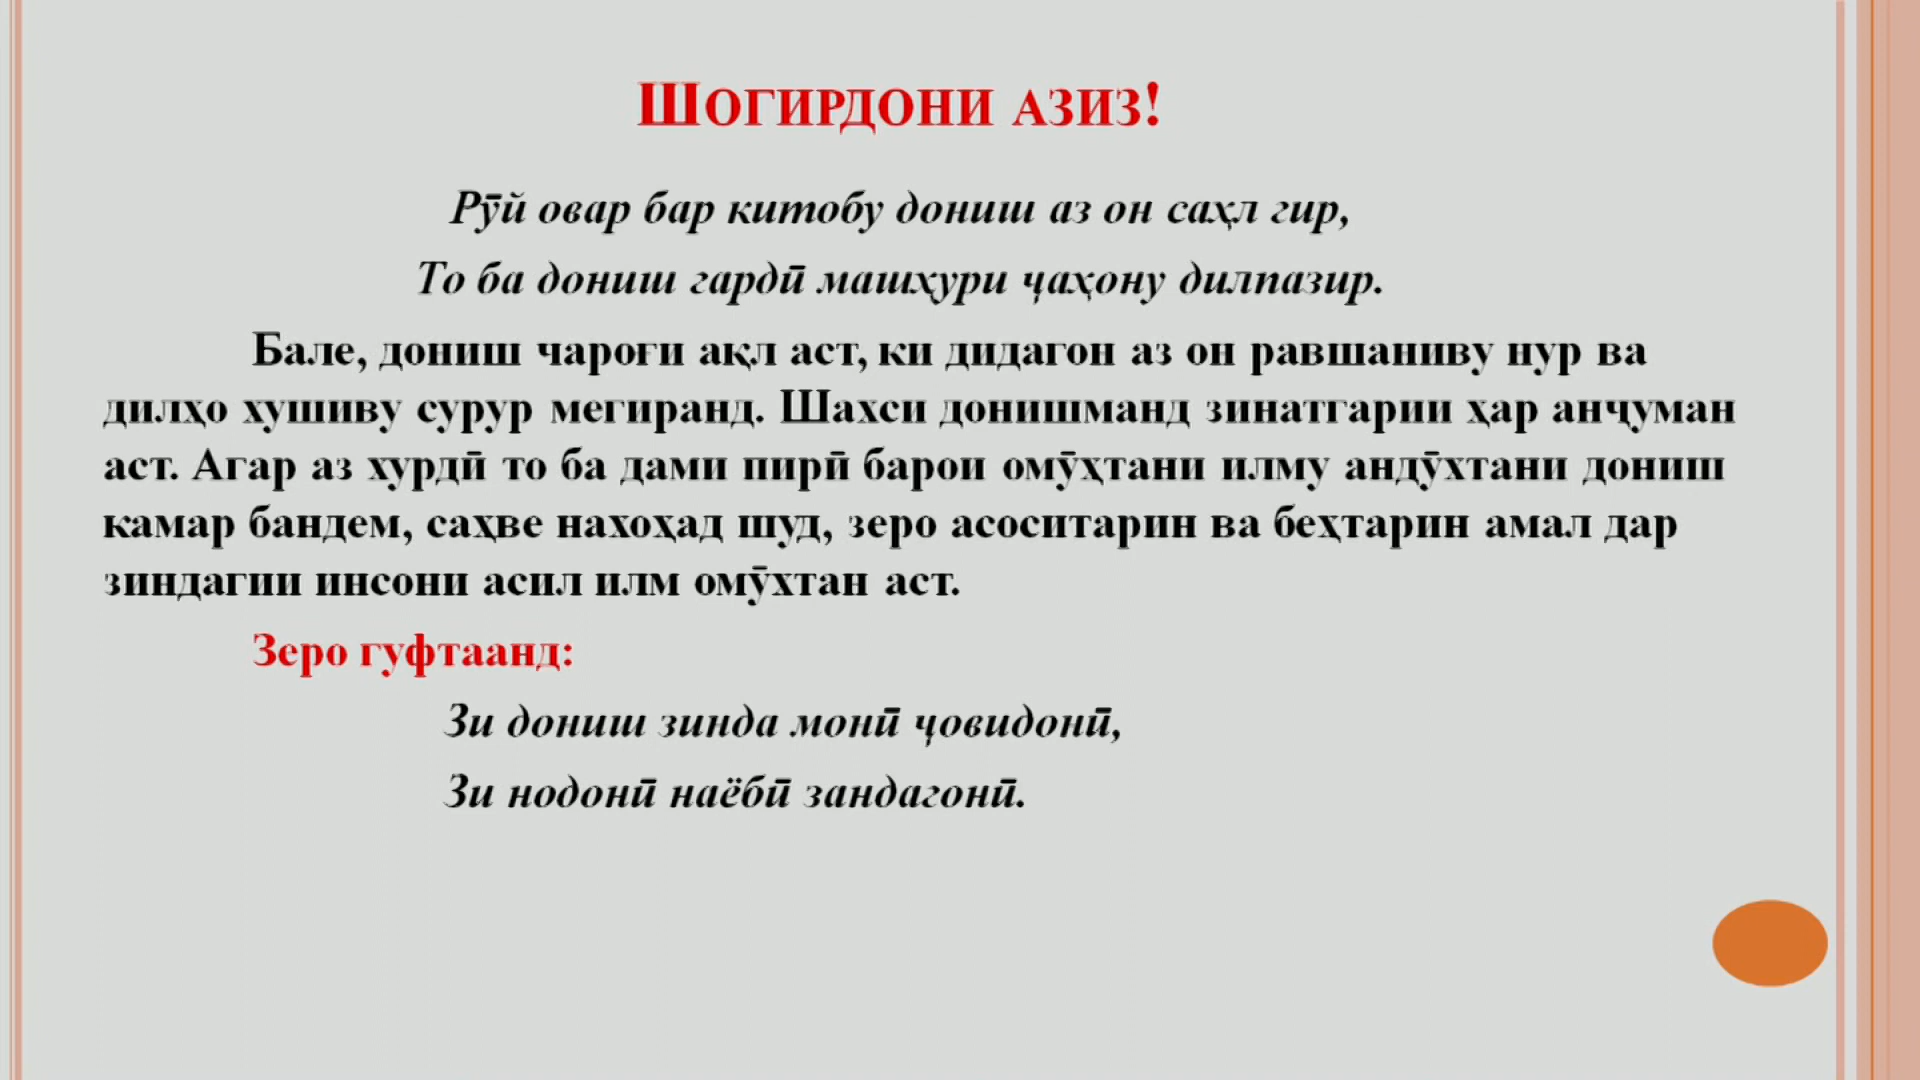 Шогирдони азиз!
Рӯй овар бар китобу дониш аз он саҳл гир,
То ба дониш гардӣ машҳури ҷаҳону дилпазир.
Бале, дониш чароғи ақл аст, ки дидагон аз он равшаниву нур ва
дилҳо хушиву сурур мегиранд. Шахси донишманд зинатгарии ҳар анҷуман
аст. Агар аз хурдӣ то ба дами пирӣ барои омӯҳтани илму андӯхтани дониш
камар бандем, саҳве нахоҳад шуд, зеро асоситарин ва беҳтарин амал дар
зиндагии инсони асил илм омӯхтан аст.
Зеро гуфтаанд:
Зи дониш зинда монӣ ҷовидонӣ,
Зи нодонӣ наёбӣ зандагонӣ.